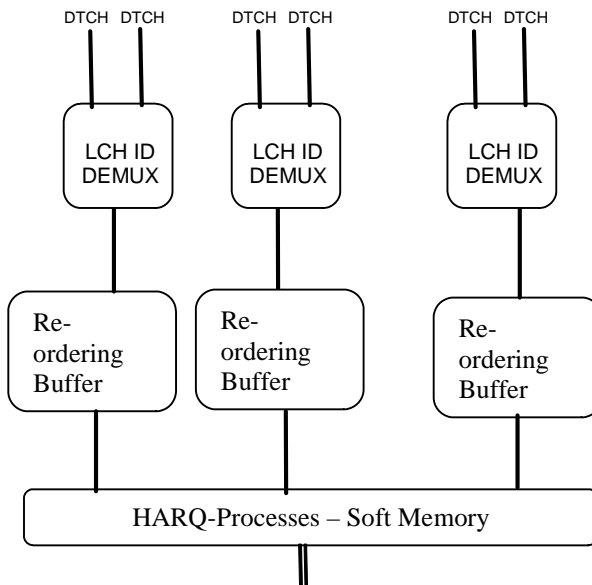 DTCH DTCH DTCH DTCH DTCH DTCH
LCH ID
DEMUX
LCH ID
DEMUX
LCH ID
DEMUX
Re-
ordering
Buffer
Re-
ordering
Buffer
Re-
ordering
Buffer
HARQ-Processes – Soft Memory